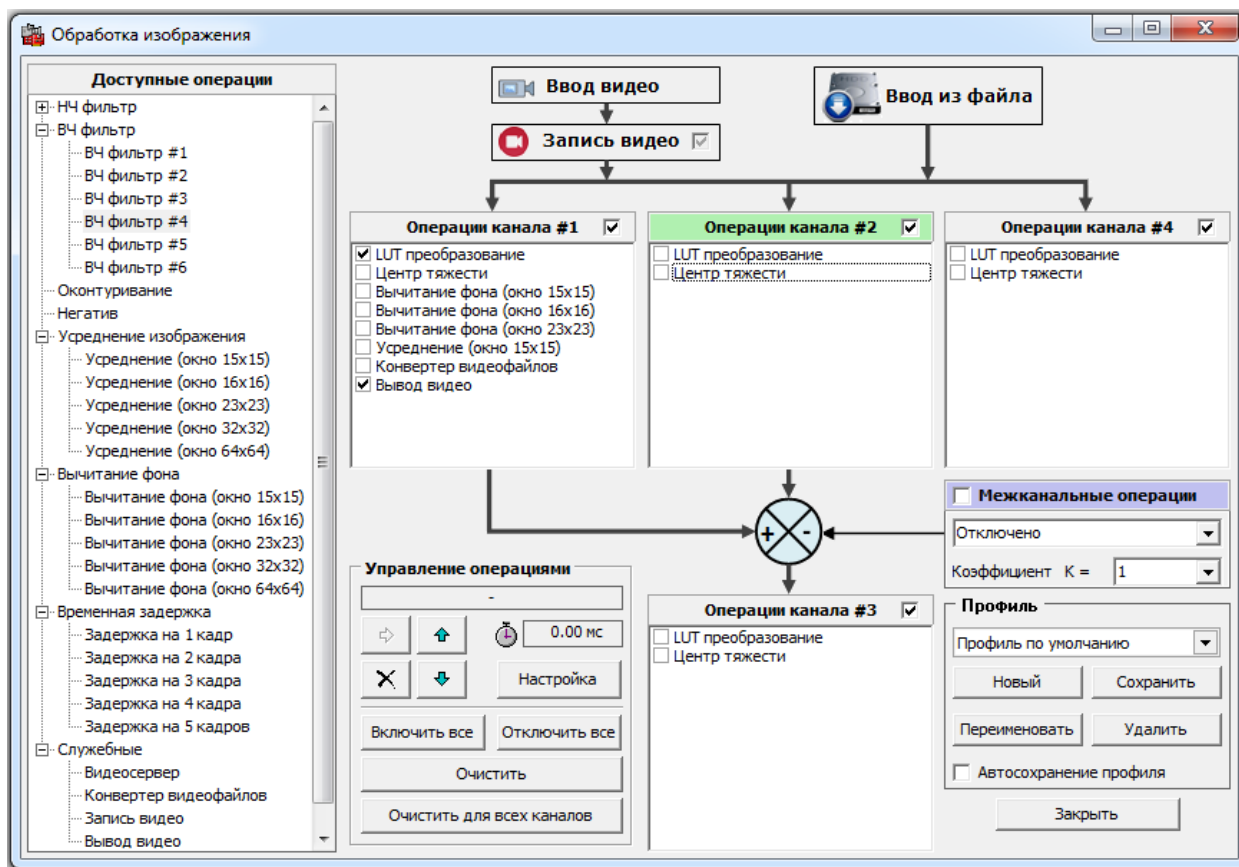 Обработка изображения
Доступные операции
НЧ фильтр
ВЧ фильтр
ВЧ фильтр #1
ВЧ фильтр #2
ВЧ фильтр #3
ВЧ фильтр #4
ВЧ фильтр #5
ВЧ фильтр #6
Оконтуривание
Негатив
Усреднение изображения
Усреднение (окно 15x15)
Усреднение (окно 16x16)
Усреднение (окно 23x23)
Усреднение (окно 32x32)
Усреднение (окно 64x64)
Вычитание фона
Вычитание фона (окно 15x15)
Вычитание фона (окно 16x16)
Вычитание фона (окно 23x23)
Вычитание фона (окно 32x32)
Вычитание фона (окно 64x64)
Временная задержка
Задержка на 1 кадр
Задержка на 2 кадра
Задержка на 3 кадра
Задержка на 4 кадра
Задержка на 5 кадров
Служебные
Видеосервер
Конвертер видеофайлов
Запись видео
Вывод видео
Ввод видео
Запись видео
Ввод из файла
Операции канала #1
LUT преобразование
Центр тяжести
Вычитание фона (окно 15x15)
Вычитание фона (окно 16x16)
Вычитание фона (окно 23x23)
Усреднение (окно 15x15)
Конвертер видеофайлов
Вывод видео
Операции канала #2
LUT преобразование
Центр тяжести
Операции канала #4
LUT преобразование
Центр тяжести
+ -
Межканальные операции
Отключено
Коэффициент K = 1
Управление операциями
-
0.00 мс
Настройка
Включить все Отключить все
Очистить
Очистить для всех каналов
Операции канала #3
LUT преобразование
Центр тяжести
Профиль
Профиль по умолчанию
Новый Сохранить
Переименовать Удалить
Автосохранение профиля
Закрыть